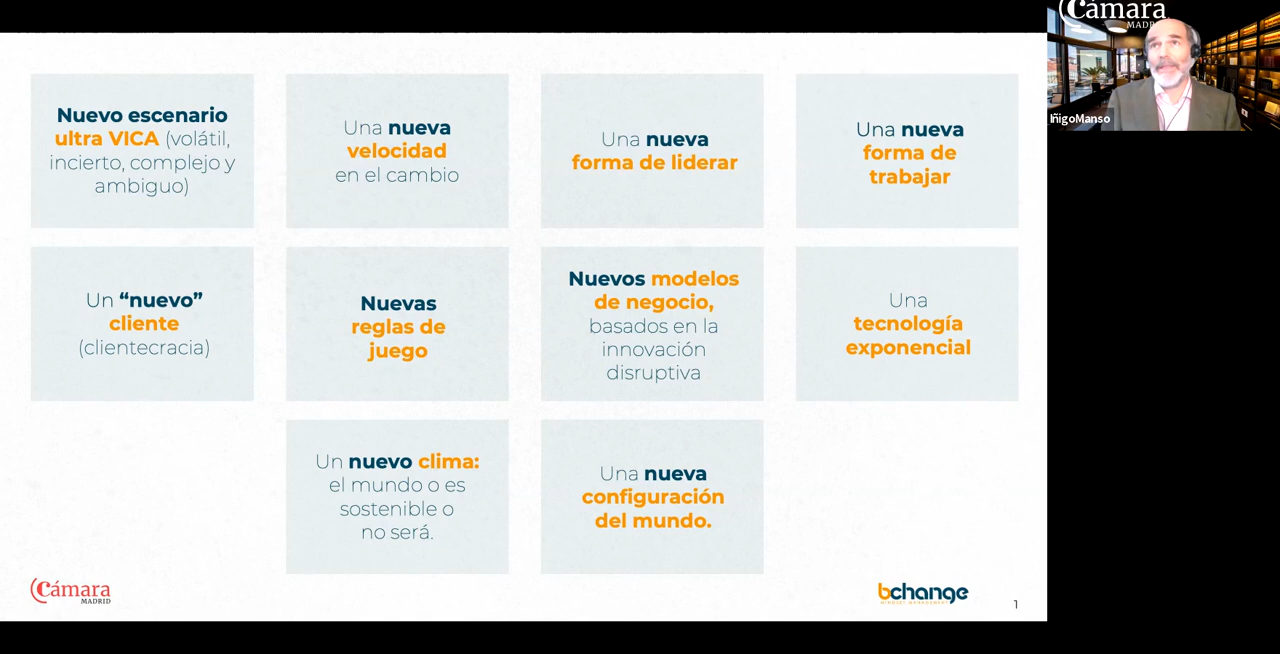 Cámara
MADRID
IñigoManso
Nuevo escenario
ultra VICA (volátil,
incierto, complejo y
ambiguo)
Una nueva
velocidad
en el cambio
Una nueva
forma de liderar
Una nueva
forma de
trabajar
Un “nuevo”
cliente
(clientecracia)
Nuevas
reglas de
juego
Nuevos modelos
de negocio,
basados en la
innovación
disruptiva
Una
tecnología
exponencial
Un nuevo clima:
el mundo o es
sostenible o
no será.
Una nueva
configuración
del mundo.
Cámara
MADRID
bchange
MINDSET MANAGEMENT
1